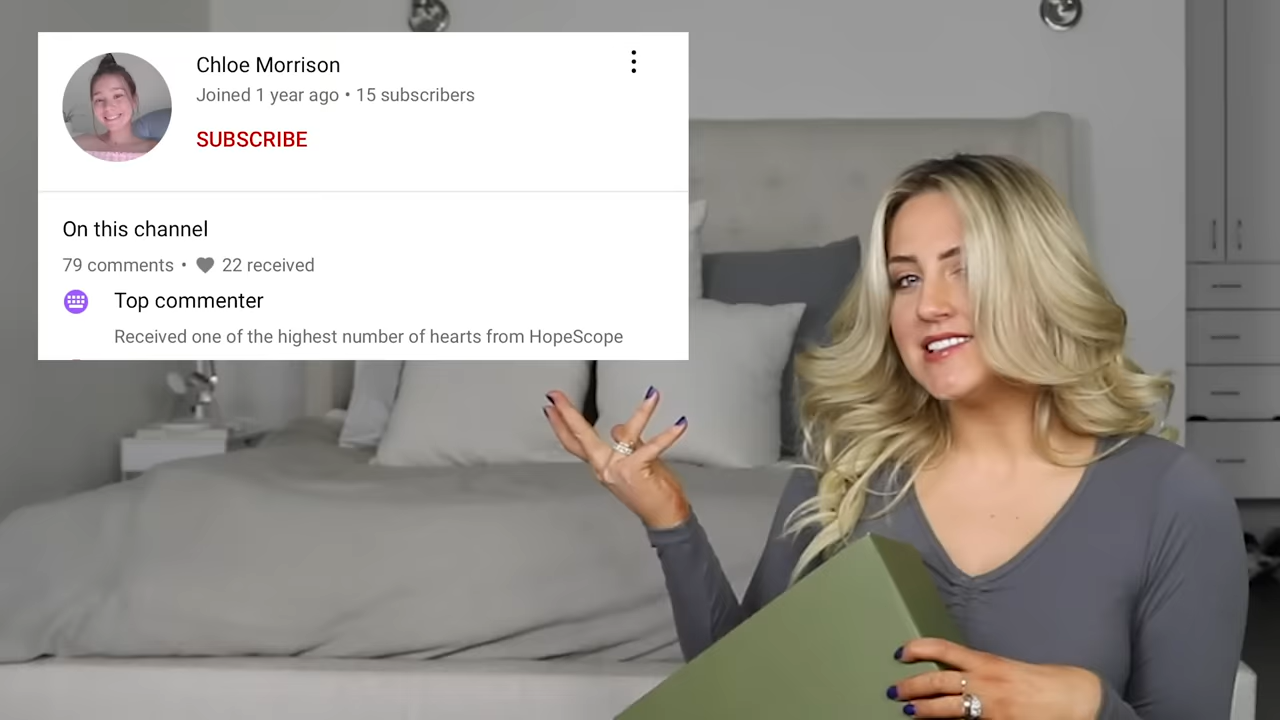 Chloe Morrison
Joined 1 year ago • 15 subscribers
SUBSCRIBE
On this channel
79 comments • 22 received
Top commenter
Received one of the highest number of hearts from HopeScope